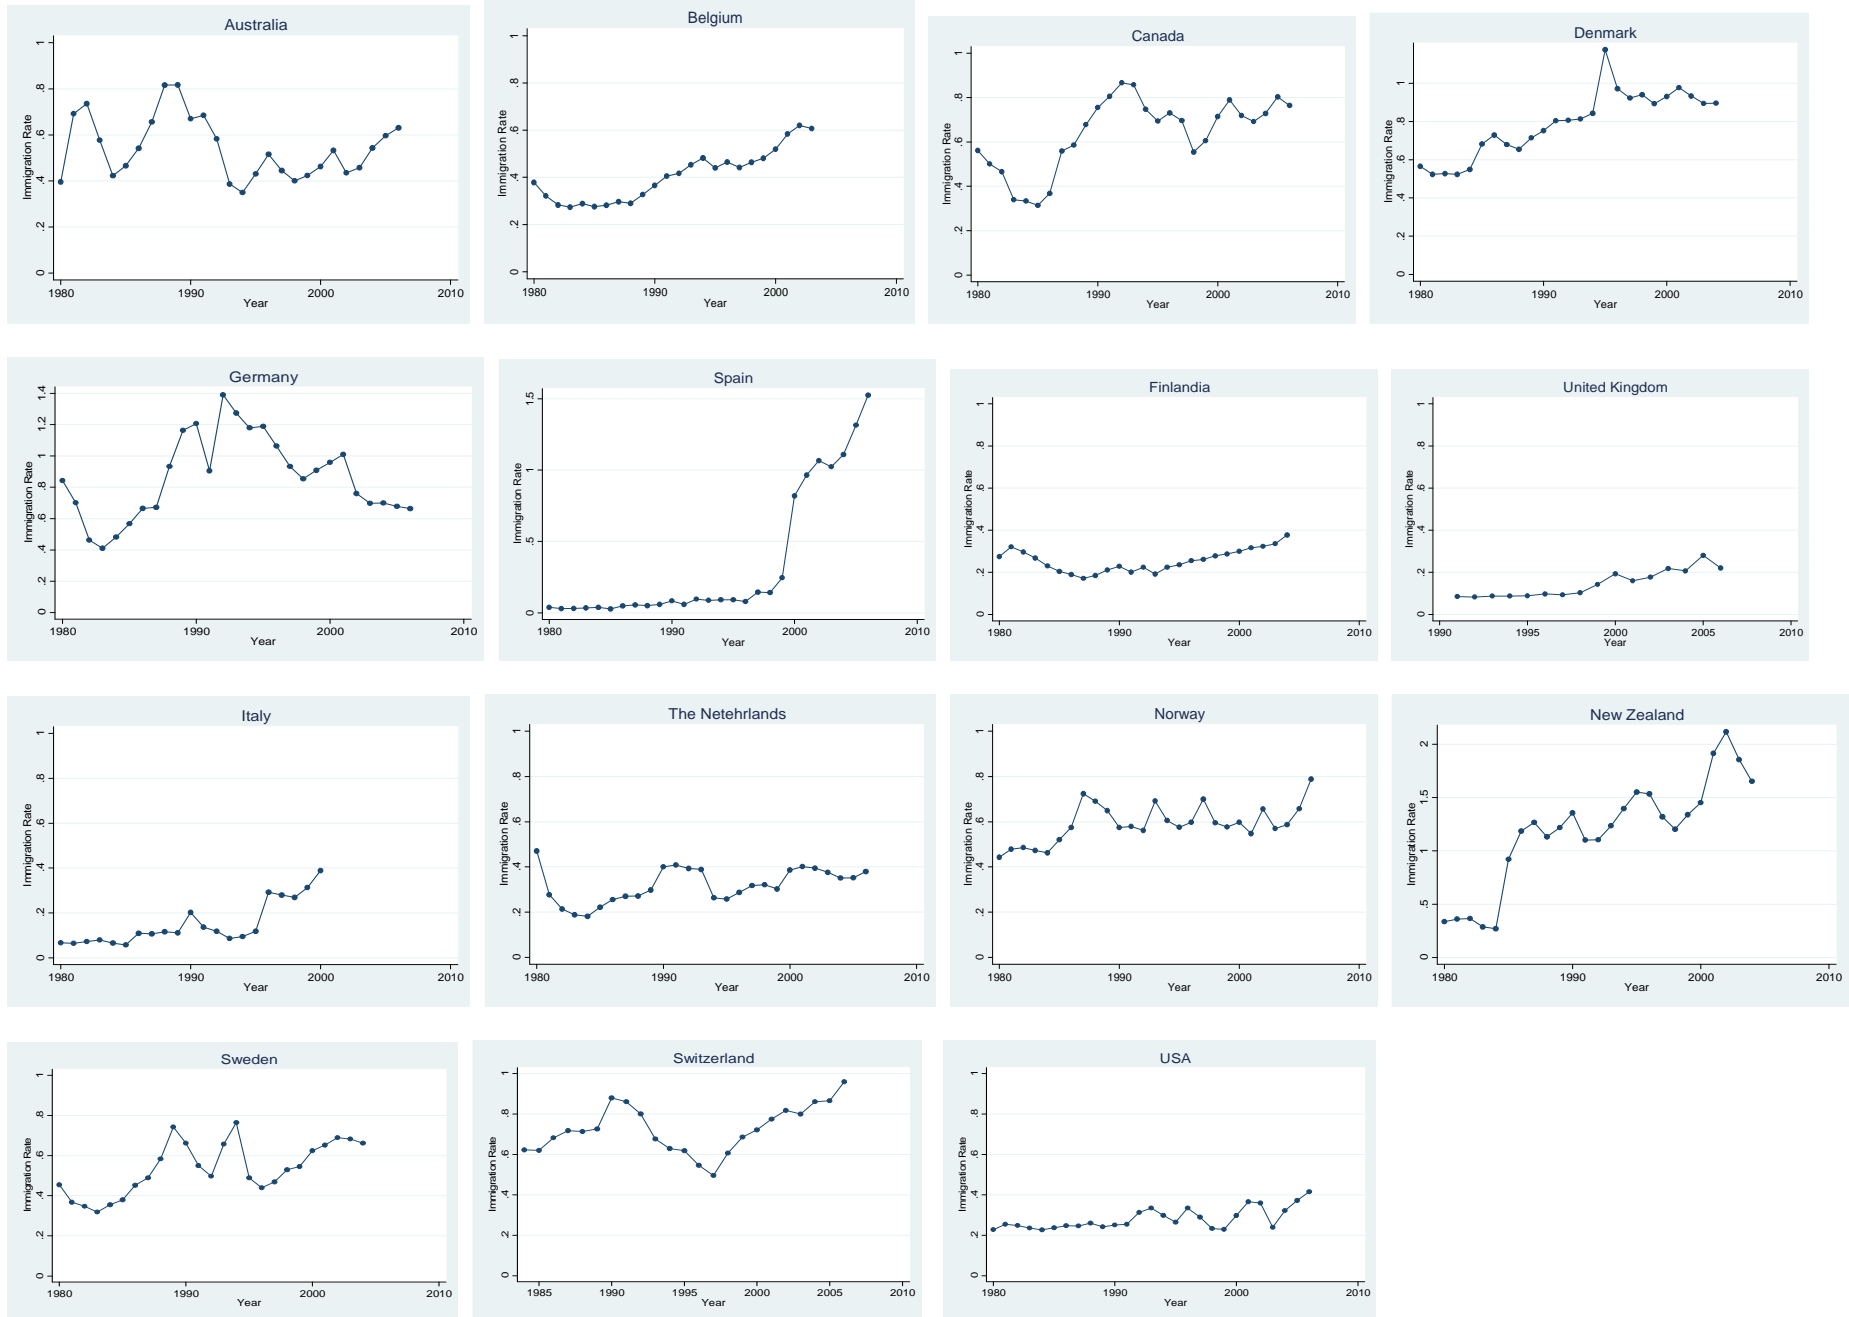 Australia
Immigration Rate
0 .2 .4 .6 .8 1
1980 1990 2000 2010
Year
Belgium
Immigration Rate
0 .2 .4 .6 .8 1
1980 1990 2000 2010
Year
Canada
Immigration Rate
0 .2 .4 .6 .8 1
1980 1990 2000 2010
Year
Denmark
Immigration Rate
0 .2 .4 .6 .8 1
1980 1990 2000 2010
Year
Germany
Immigration Rate
0 .2 .4 .6 .8 1 1.2 1.4
1980 1990 2000 2010
Year
Spain
Immigration Rate
0 .5 1 1.5
1980 1990 2000 2010
Year
Finlandia
Immigration Rate
0 .2 .4 .6 .8 1
1980 1990 2000 2010
Year
United Kingdom
Immigration Rate
0 .2 .4 .6 .8 1
1990 1995 2000 2005 2010
Year
Italy
Immigration Rate
0 .2 .4 .6 .8 1
1980 1990 2000 2010
Year
The Netehrlands
Immigration Rate
0 .2 .4 .6 .8 1
1980 1990 2000 2010
Year
Norway
Immigration Rate
0 .2 .4 .6 .8 1
1980 1990 2000 2010
Year
New Zealand
Immigration Rate
0 .5 1 1.5 2
1980 1990 2000 2010
Year
Sweden
Immigration Rate
0 .2 .4 .6 .8 1
1980 1990 2000 2010
Year
Switzerland
Immigration Rate
0 .2 .4 .6 .8 1
1985 1990 1995 2000 2005 2010
Year
USA
Immigration Rate
0 .2 .4 .6 .8 1
1980 1990 2000 2010
Year